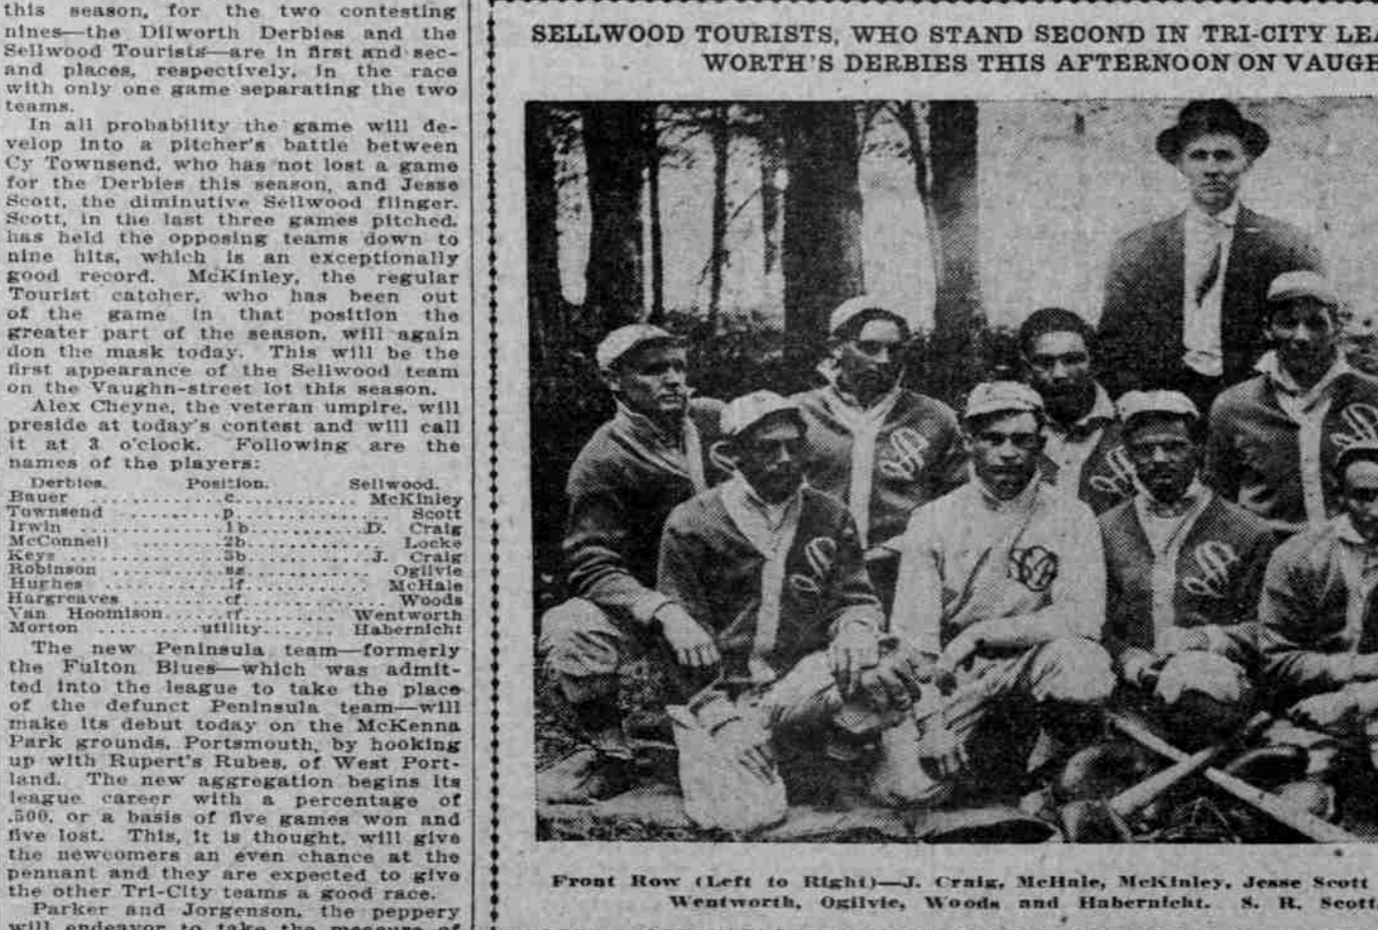 this season, for the two contesting
nines—the Dilworth Derbies and the
Sellwood Tourists—are in first and sec-
and places, respectively, in the race
with only one game separating the two
teams.
In all probability the game will de-
velop into a pitcher's battle between
Cy Townsend, who has not lost a game
for the Derbies this season, and Jesse
Scott, the diminutive Sellwood flinger.
Scott, in the last three games pitched,
has held the opposing teams down to
nine hits, which is an exceptionally
good record. McKinley, the regular
Tourist catcher, who has been out
of the game in that position the
greater part of the season, will again
don the mask today. This will be the
first appearance of the Sellwood team
on the Vaughn-street lot this season.
Alex Cheyne, the veteran umpire, will
preside at today's contest and will call
it at 3 o'clock. Following are the
names of the players:
Derbies. Position. Sellwood.
Bauer ..............c................. McKinley
Townsend ..........p................. Scott
Irwin ..............1b..............D. Craig
McConnell .........2b.............. Locke
Keys ...............3b..............J. Craig
Robinson ..........ss.............. Ogilvie
Hughes ............lf.............. McHale
Hargreaves .........cf.............. Woods
Van Hoomison......rf........... Wentworth
Morton ..........utility....... Habernicht
The new Peninsula team—formerly
the Fulton Blues—which was admit-
ted into the league to take the place
of the defunct Peninsula team—will
make its debut today on the McKenna
Park grounds, Portsmouth, by hooking
up with Rupert's Rubes, of West Port-
land. The new aggregation begins its
league career with a percentage of
.500, or a basis of five games won and
five lost. This, it is thought, will give
the newcomers an even chance at the
pennant and they are expected to give
the other Tri-City teams a good race.
Parker and Jorgenson, the peppery
will endeavor to take the measure of
SELLWOOD TOURISTS, WHO STAND SECOND IN TRI-CITY LEA
WORTH'S DERBIES THIS AFTERNOON ON VAUGH
Front Row (Left to Right)—J. Craig, McHale, McKinley, Jesse Scott
Wentworth, Ogilvie, Woods and Habernicht. S. R. Scott,